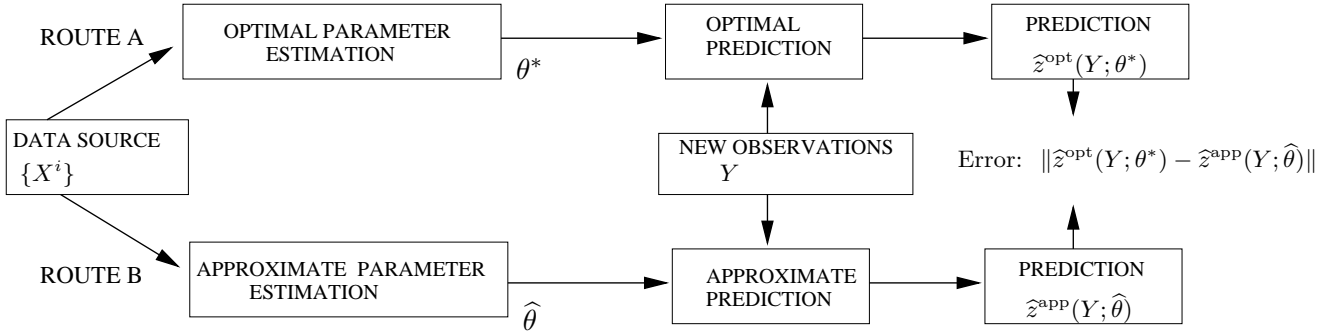 ROUTE A
OPTIMAL PARAMETER
ESTIMATION
θ*
OPTIMAL
PREDICTION
PREDICTION
ẑ^opt(Y; θ*)
DATA SOURCE
{X^i}
NEW OBSERVATIONS
Y
Error: ‖ẑ^opt(Y; θ*) − ẑ^app(Y; θ̂)‖
ROUTE B
APPROXIMATE PARAMETER
ESTIMATION
θ̂
APPROXIMATE
PREDICTION
PREDICTION
ẑ^app(Y; θ̂)